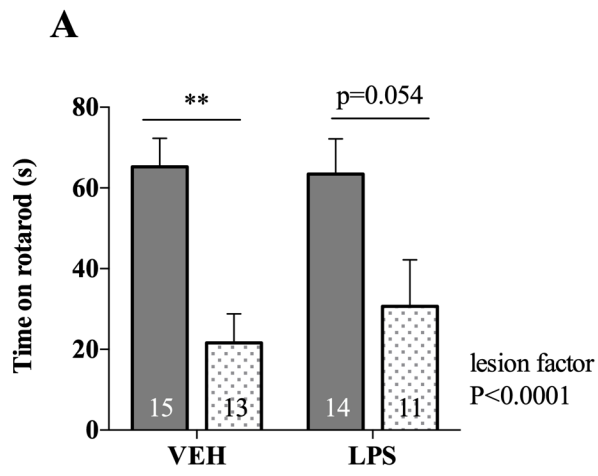 A
**
p=0.054
80
60
40
20
0
Time on rotarod (s)
15
13
14
11
VEH
LPS
lesion factor
P<0.0001